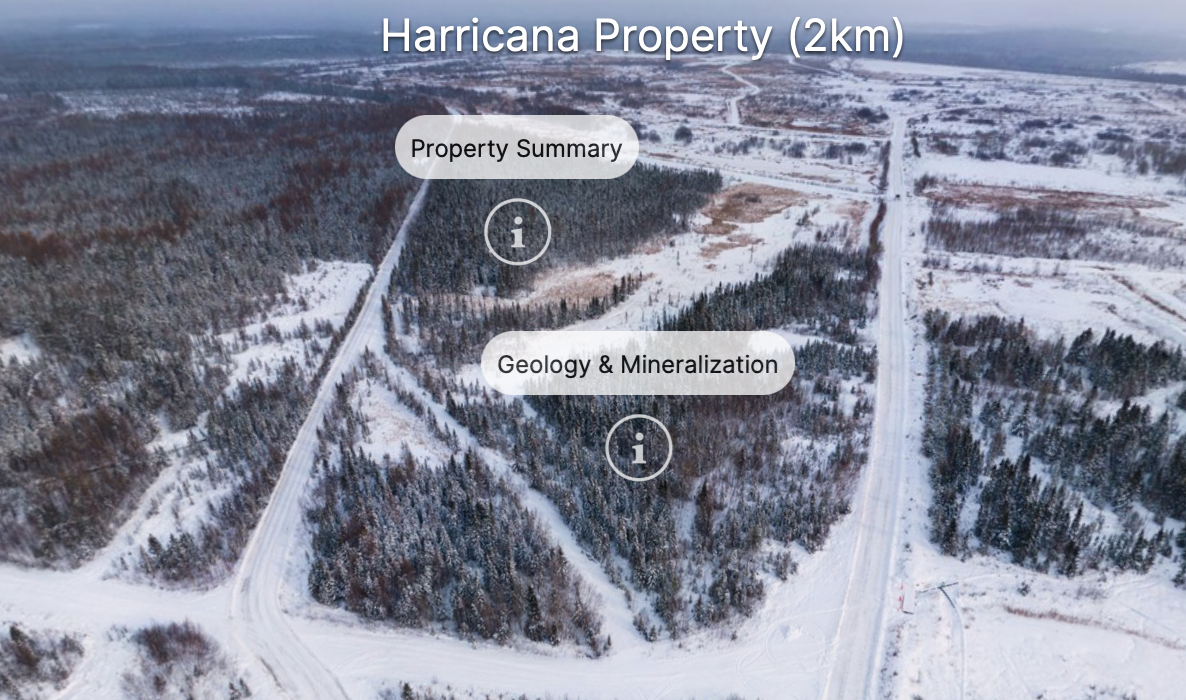 Harricana Property (2km)
Property Summary
i
Geology & Mineralization
i